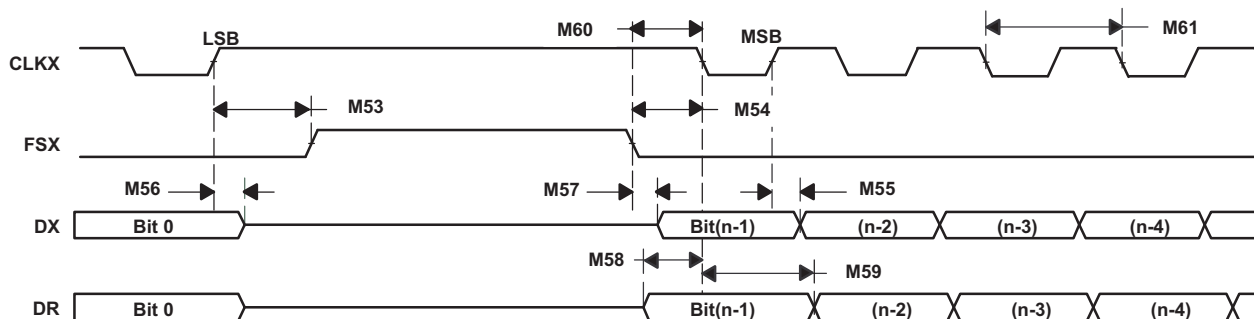 M60 M61
LSB MSB
CLKX
M53 M54
FSX
M56 M57 M55
DX Bit 0 Bit(n-1) (n-2) (n-3) (n-4)
M58 M59
DR Bit 0 Bit(n-1) (n-2) (n-3) (n-4)